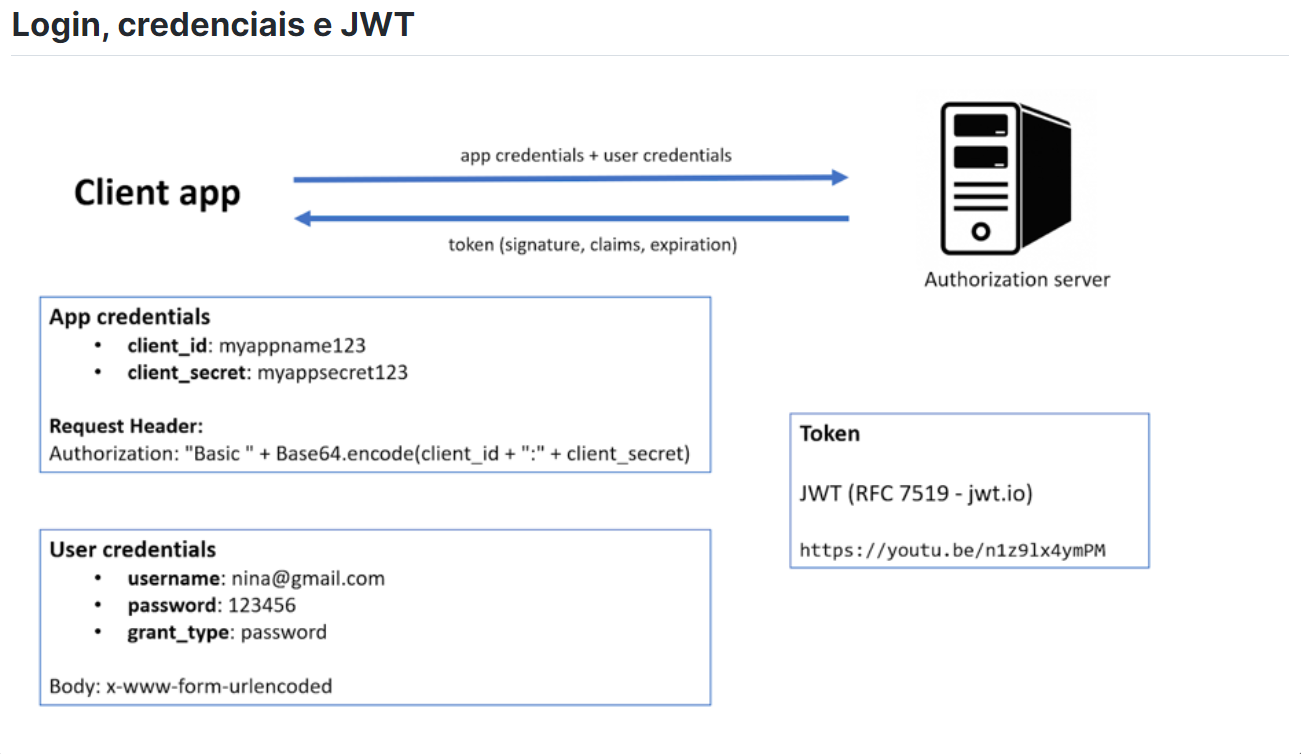 Login, credenciais e JWT
app credentials + user credentials
Client app
token (signature, claims, expiration)
Authorization server
App credentials
• client_id: myappname123
• client_secret: myappsecret123
Request Header:
Authorization: "Basic " + Base64.encode(client_id + ":" + client_secret)
Token
JWT (RFC 7519 - jwt.io)
https://youtu.be/n1z9lx4ymPM
User credentials
• username: nina@gmail.com
• password: 123456
• grant_type: password
Body: x-www-form-urlencoded